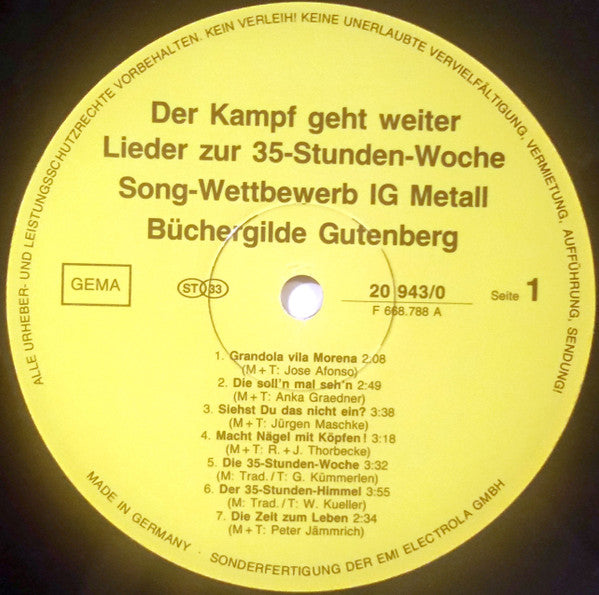 ALLE URHEBER- UND LEISTUNGSSCHUTZRECHTE VORBEHALTEN. KEIN VERLEIH! KEINE UNERLAUBTE VERVIELFÄLTIGUNG, VERMIETUNG, AUFFÜHRUNG, SENDUNG!
Der Kampf geht weiter
Lieder zur 35-Stunden-Woche
Song-Wettbewerb IG Metall
Büchergilde Gutenberg
GEMA
ST 33
20 943/0
F 668.788 A
Seite 1
1. Grandola vila Morena 2:08
(M + T: Jose Afonso)
2. Die soll'n mal seh'n 2:49
(M + T: Anka Graedner)
3. Siehst Du das nicht ein? 3:38
(M + T: Jürgen Maschke)
4. Macht Nägel mit Köpfen! 3:18
(M + T: R. + J. Thorbecke)
5. Die 35-Stunden-Woche 3:32
(M: Trad. / T: G. Kümmerlen)
6. Der 35-Stunden-Himmel 3:55
(M: Trad. / T: W. Kueller)
7. Die Zeit zum Leben 2:34
(M + T: Peter Jämmrich)
MADE IN GERMANY · SONDERFERTIGUNG DER EMI ELECTROLA GMBH